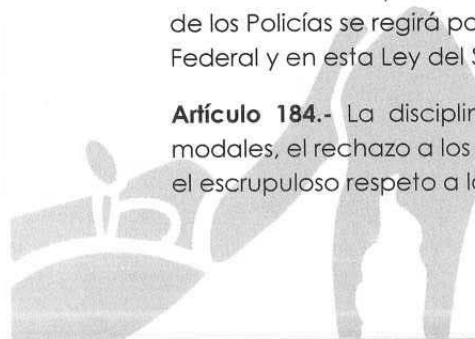 de los Policías se regirá po
Federal y en esta Ley del S
Artículo 184.- La disciplin
modales, el rechazo a los
el escrupuloso respeto a la